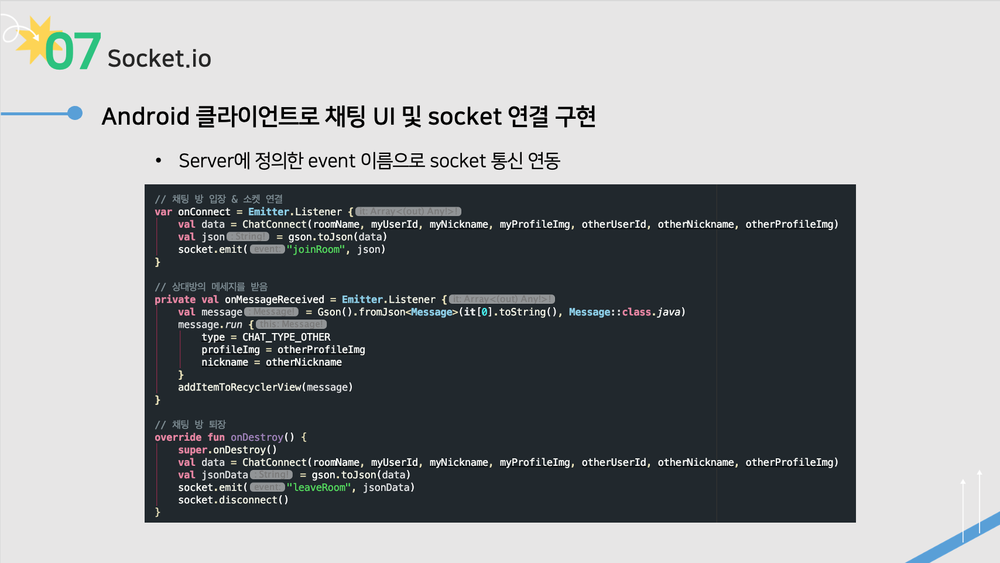 07 Socket.io
Android 클라이언트로 채팅 UI 및 socket 연결 구현
• Server에 정의한 event 이름으로 socket 통신 연동
// 채팅 방 입장 & 소켓 연결
var onConnect = Emitter.Listener { it: Array<(out) Any!>!
val data = ChatConnect(roomName, myUserId, myNickname, myProfileImg, otherUserId, otherNickname, otherProfileImg)
val json : String! = gson.toJson(data)
socket.emit( event: "joinRoom", json)
}
// 상대방의 메세지를 받음
private val onMessageReceived = Emitter.Listener { it: Array<(out) Any!>!
val message : Message! = Gson().fromJson<Message>(it[0].toString(), Message::class.java)
message.run { this: Message!
type = CHAT_TYPE_OTHER
profileImg = otherProfileImg
nickname = otherNickname
}
addItemToRecyclerView(message)
}
// 채팅 방 퇴장
override fun onDestroy() {
super.onDestroy()
val data = ChatConnect(roomName, myUserId, myNickname, myProfileImg, otherUserId, otherNickname, otherProfileImg)
val jsonData : String! = gson.toJson(data)
socket.emit( event: "leaveRoom", jsonData)
socket.disconnect()
}